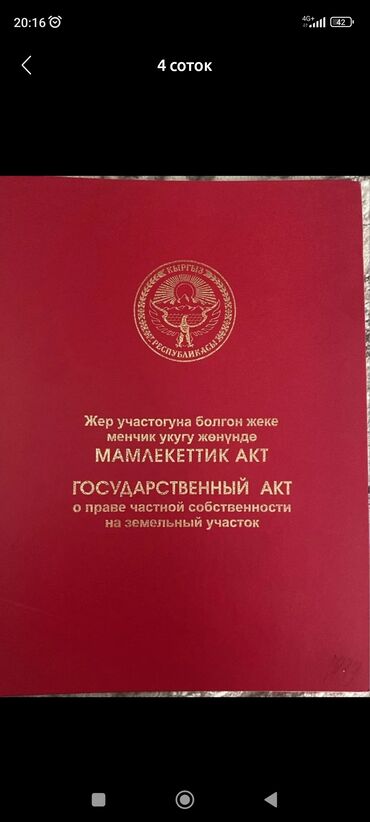 20:16
4G+
42
4 соток
КЫРГЫЗ
РЕСПУБЛИКАСЫ
Жер участогуна болгон жеке
менчик укугу жөнүндө
МАМЛЕКЕТТИК АКТ
ГОСУДАРСТВЕННЫЙ АКТ
о праве частной собственности
на земельный участок